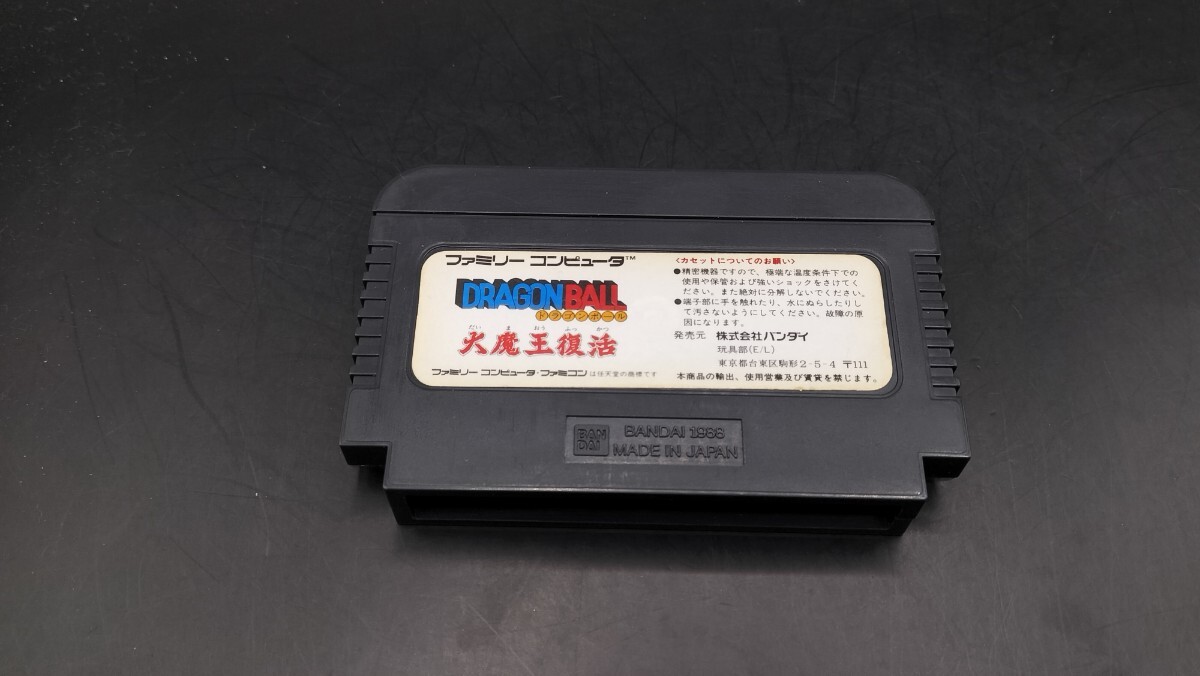 ファミリー コンピュータ™
DRAGON BALL
ドラゴンボール
だい ま おう ふっ かつ
大魔王復活
ファミリー コンピュータ・ファミコン は任天堂の商標です
<カセットについてのお願い>
●精密機器ですので、極端な温度条件下での
使用や保管および強いショックをさけてく
ださい。また絶対に分解しないでください。
●端子部に手を触れたり、水にぬらしたりし
て汚さないようにしてください。故障の原
因になります。
発売元 株式会社バンダイ
玩具部(E/L)
東京都台東区駒形2-5-4 〒111
本商品の輸出、使用営業及び賃貸を禁じます。
BAN
DAI
BANDAI 1988
MADE IN JAPAN